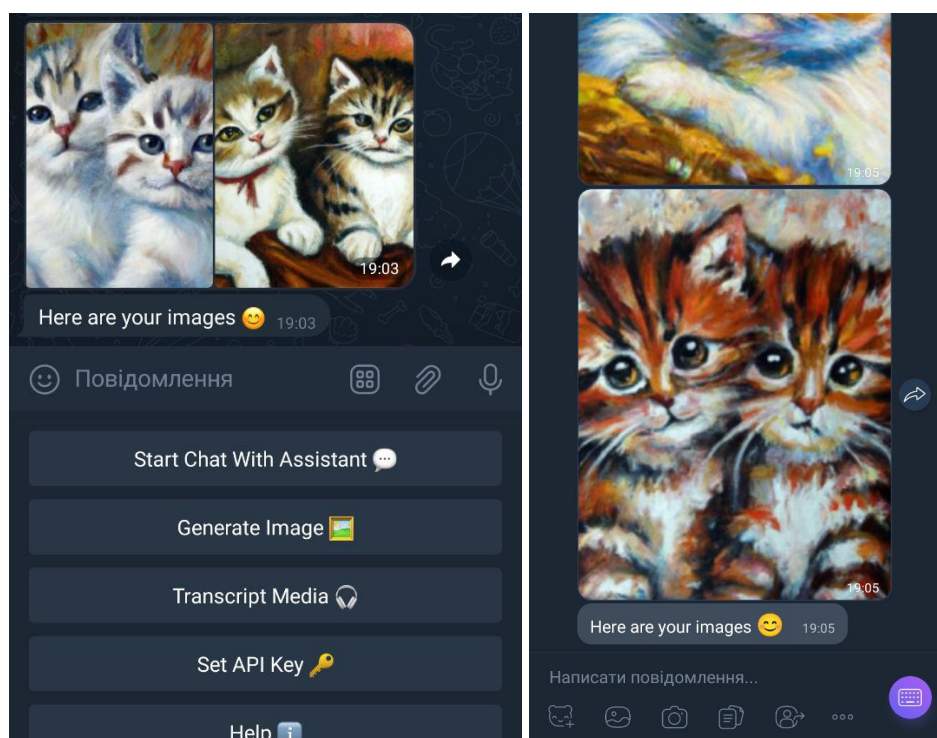 19:03
Here are your images 😊 19:03
Повідомлення
Start Chat With Assistant 💬
Generate Image 🖼️
Transcript Media 🎧
Set API Key 🔑
Help ℹ️
19:05
19:05
Here are your images 😊 19:05
Написати повідомлення...